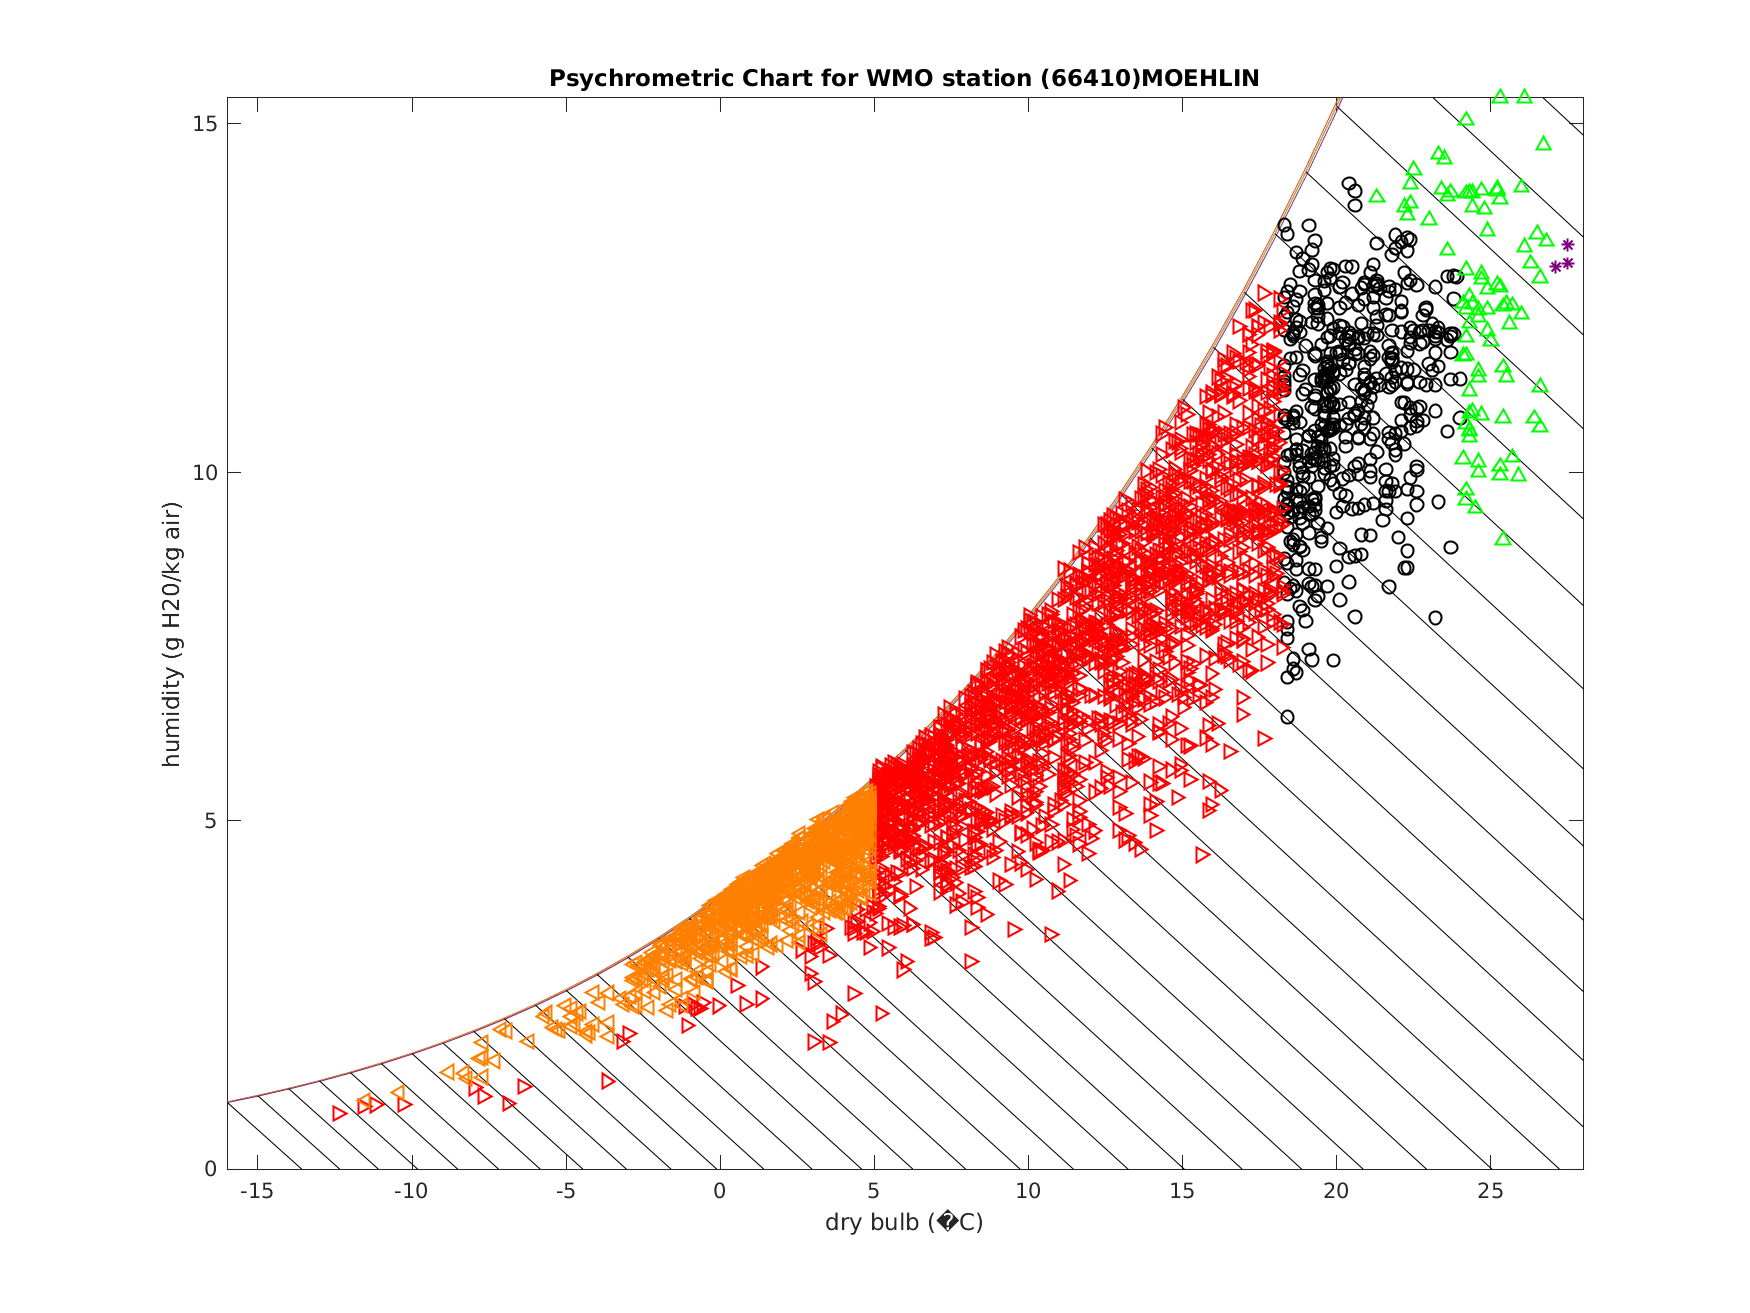 Psychrometric Chart for WMO station (66410)MOEHLIN
15
10
5
0
humidity (g H20/kg air)
-15 -10 -5 0 5 10 15 20 25
dry bulb (�C)